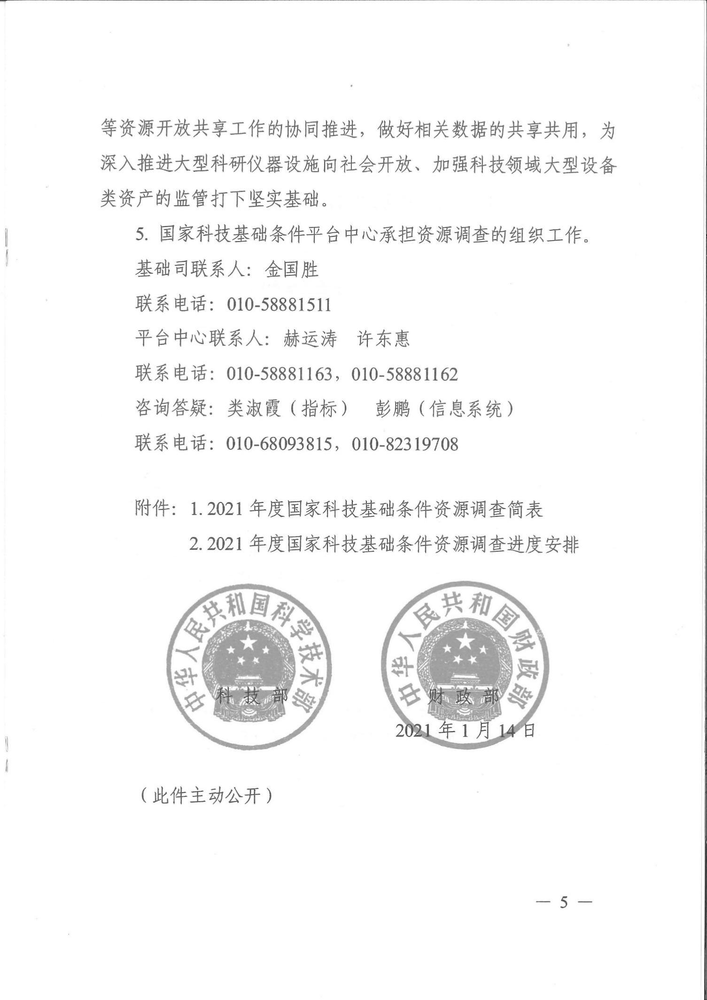 等资源开放共享工作的协同推进，做好相关数据的共享共用，为
深入推进大型科研仪器设施向社会开放、加强科技领域大型设备
类资产的监管打下坚实基础。
5. 国家科技基础条件平台中心承担资源调查的组织工作。
基础司联系人：金国胜
联系电话：010-58881511
平台中心联系人：赫运涛　许东惠
联系电话：010-58881163，010-58881162
咨询答疑：类淑霞（指标）　彭鹏（信息系统）
联系电话：010-68093815，010-82319708
附件：1. 2021 年度国家科技基础条件资源调查简表
2. 2021 年度国家科技基础条件资源调查进度安排
中华人民共和国科学技术部
中华人民共和国财政部
科 技 部
财 政 部
2021 年 1 月 14 日
（此件主动公开）
— 5 —